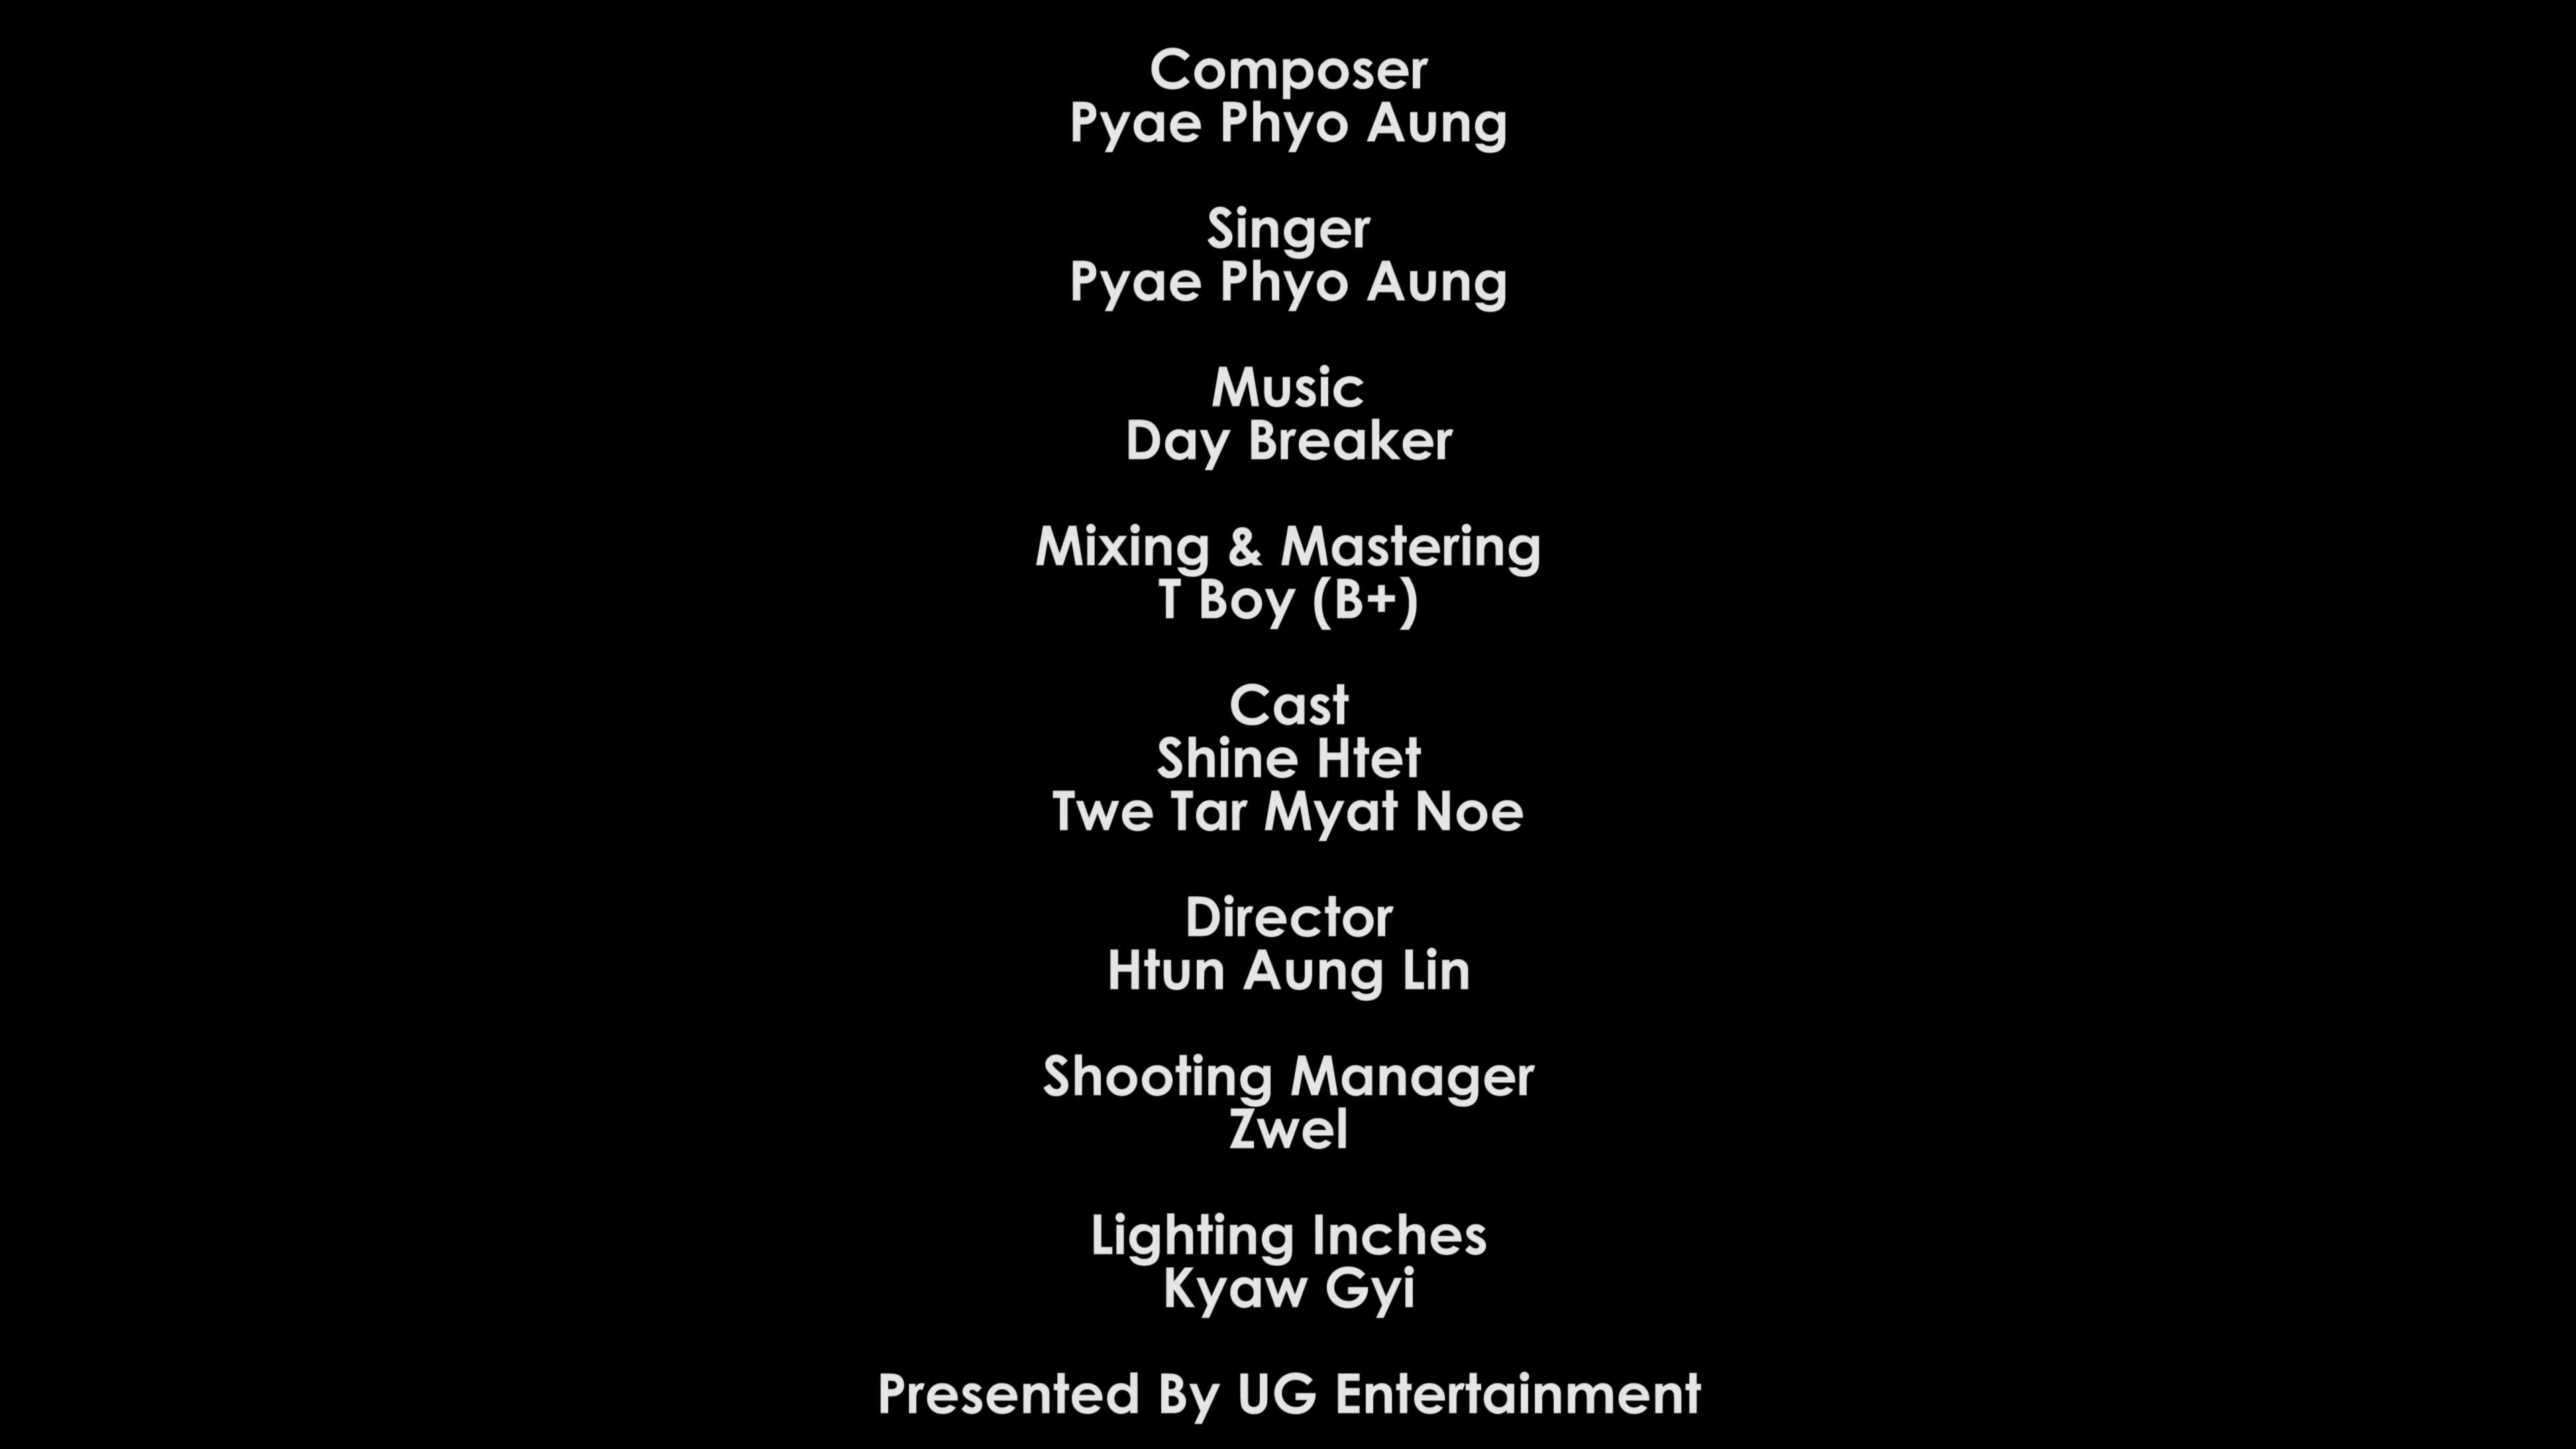 Composer
Pyae Phyo Aung
Singer
Pyae Phyo Aung
Music
Day Breaker
Mixing & Mastering
T Boy (B+)
Cast
Shine Htet
Twe Tar Myat Noe
Director
Htun Aung Lin
Shooting Manager
Zwel
Lighting Inches
Kyaw Gyi
Presented By UG Entertainment